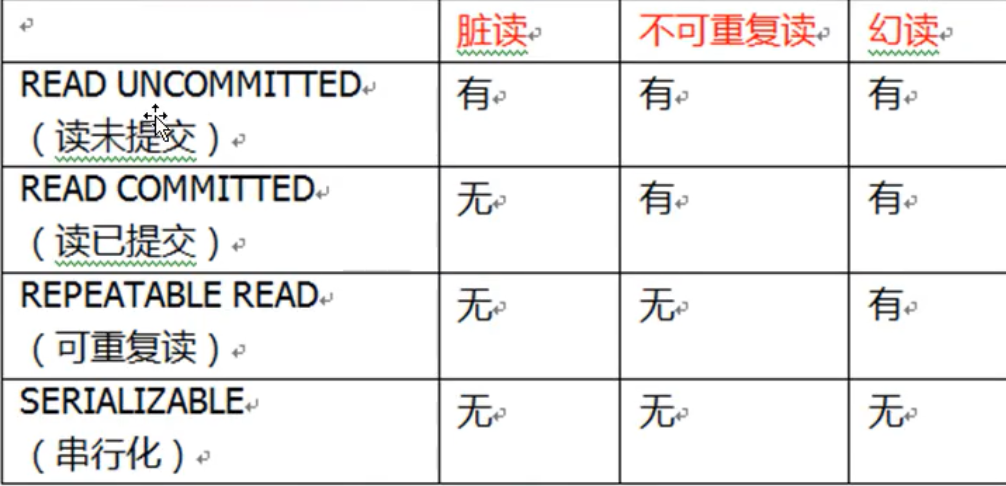 脏读 不可重复读 幻读
READ UNCOMMITTED 有 有 有
（读未提交）
READ COMMITTED 无 有 有
（读已提交）
REPEATABLE READ 无 无 有
（可重复读）
SERIALIZABLE 无 无 无
（串行化）